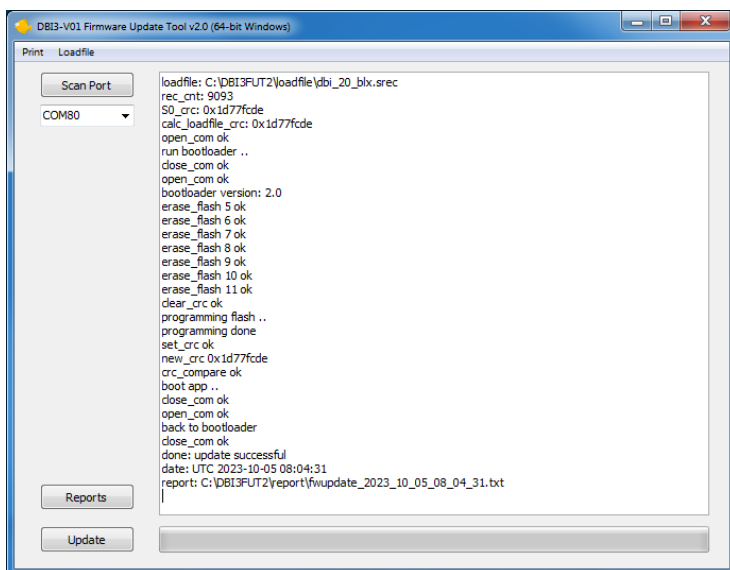 DBI3-V01 Firmware Update Tool v2.0 (64-bit Windows)
Print Loadfile
Scan Port
COM80
loadfile: C:\DBI3FUT2\loadfile\dbi_20_blx.srec
rec_cnt: 9093
S0_crc: 0x1d77fcde
calc_loadfile_crc: 0x1d77fcde
open_com ok
run bootloader ..
close_com ok
open_com ok
bootloader version: 2.0
erase_flash 5 ok
erase_flash 6 ok
erase_flash 7 ok
erase_flash 8 ok
erase_flash 9 ok
erase_flash 10 ok
erase_flash 11 ok
clear_crc ok
programming flash ..
programming done
set_crc ok
new_crc 0x1d77fcde
crc_compare ok
boot app ..
close_com ok
open_com ok
back to bootloader
close_com ok
done: update successful
date: UTC 2023-10-05 08:04:31
report: C:\DBI3FUT2\report\fwupdate_2023_10_05_08_04_31.txt
Reports
Update